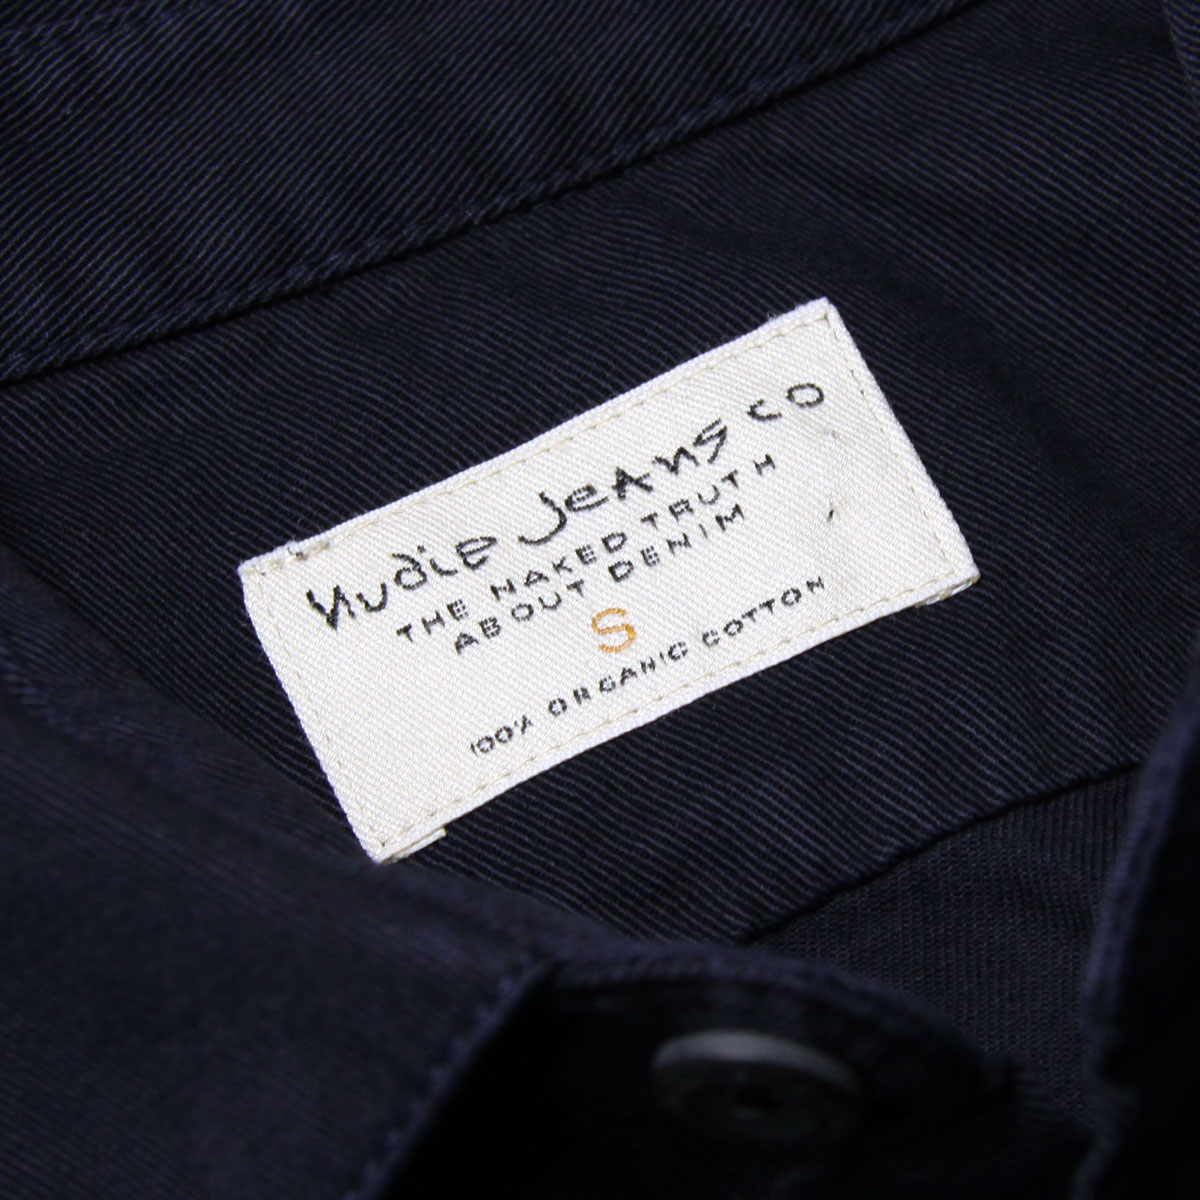 Nudie Jeans co
THE NAKED TRUTH
ABOUT DENIM
S
100% ORGANIC COTTON